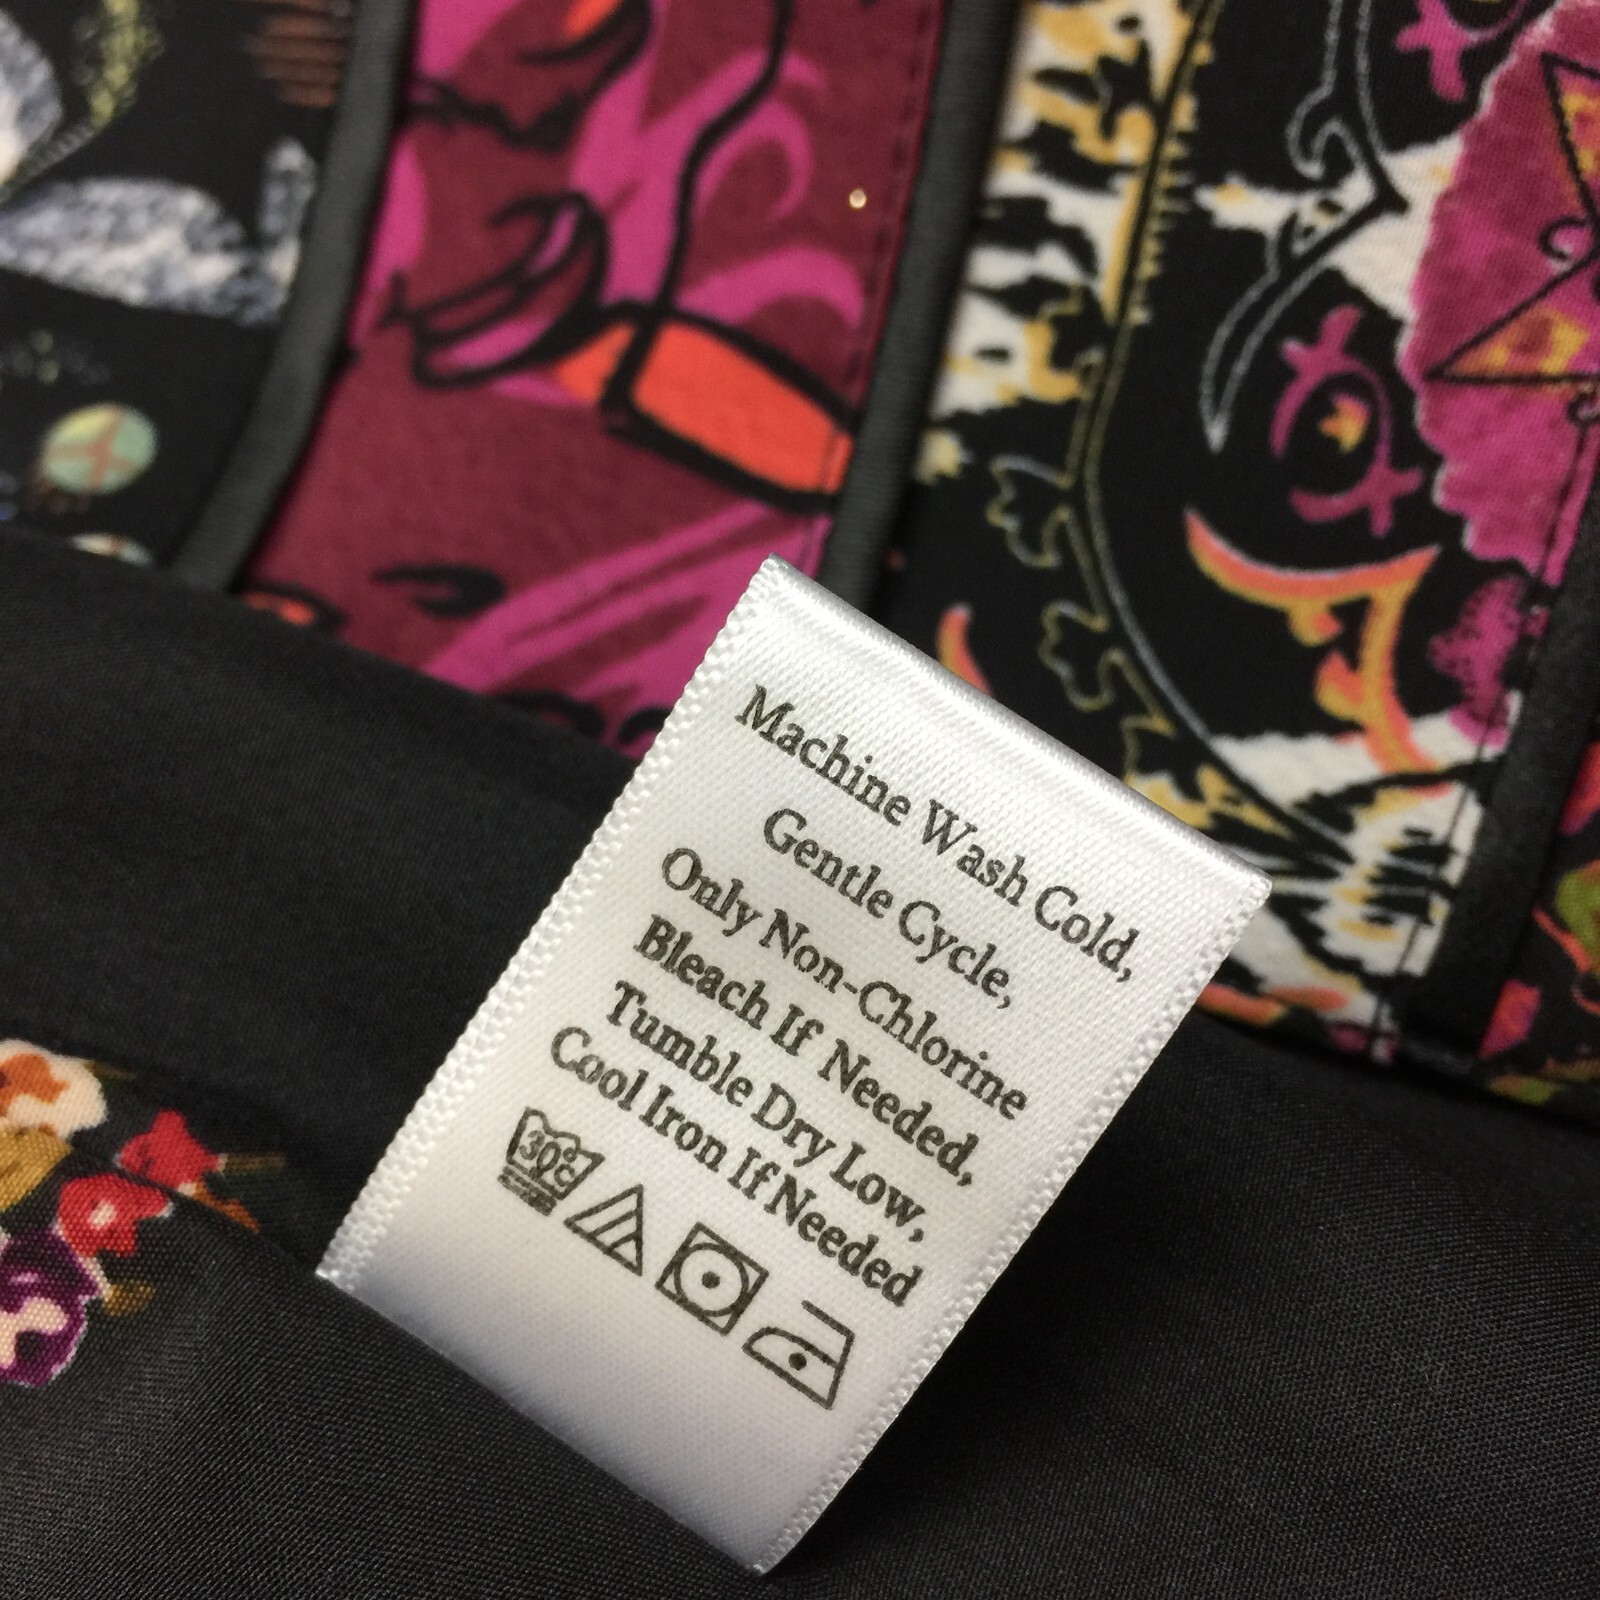 Machine Wash Cold,
Gentle Cycle,
Only Non-Chlorine
Bleach If Needed,
Tumble Dry Low,
Cool Iron If Needed
30°C